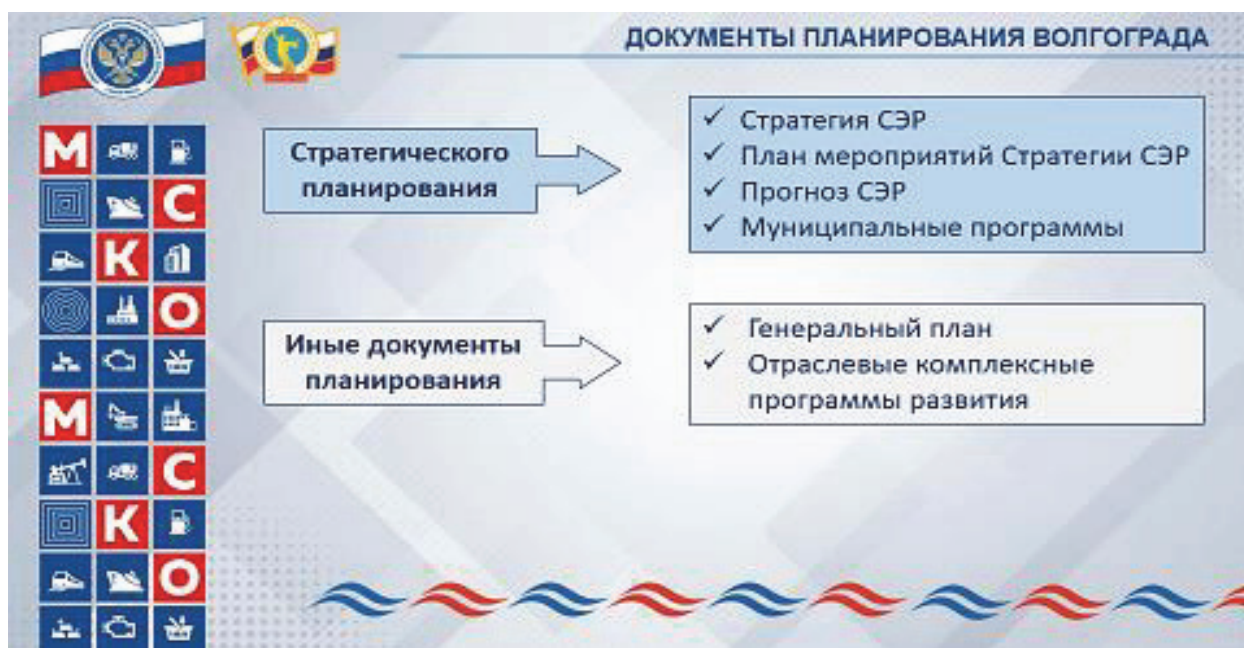 ДОКУМЕНТЫ ПЛАНИРОВАНИЯ ВОЛГОГРАДА
Стратегического
планирования
✓ Стратегия СЭР
✓ План мероприятий Стратегии СЭР
✓ Прогноз СЭР
✓ Муниципальные программы
Иные документы
планирования
✓ Генеральный план
✓ Отраслевые комплексные
программы развития
М
С
К
О
М
С
К
О